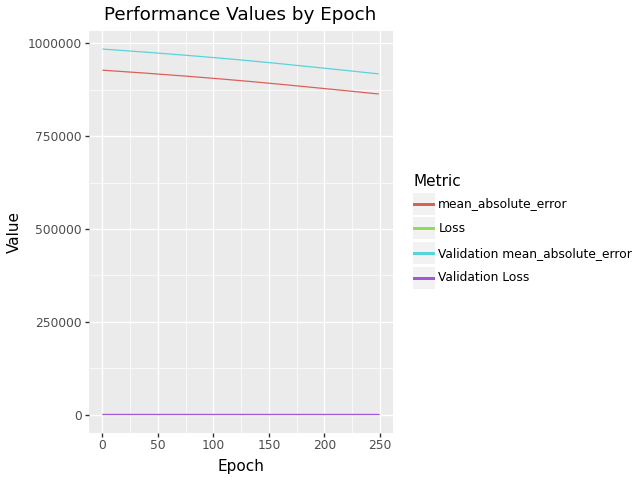 Performance Values by Epoch
1000000
750000
500000
250000
0
Value
0 50 100 150 200 250
Epoch
Metric
mean_absolute_error
Loss
Validation mean_absolute_error
Validation Loss